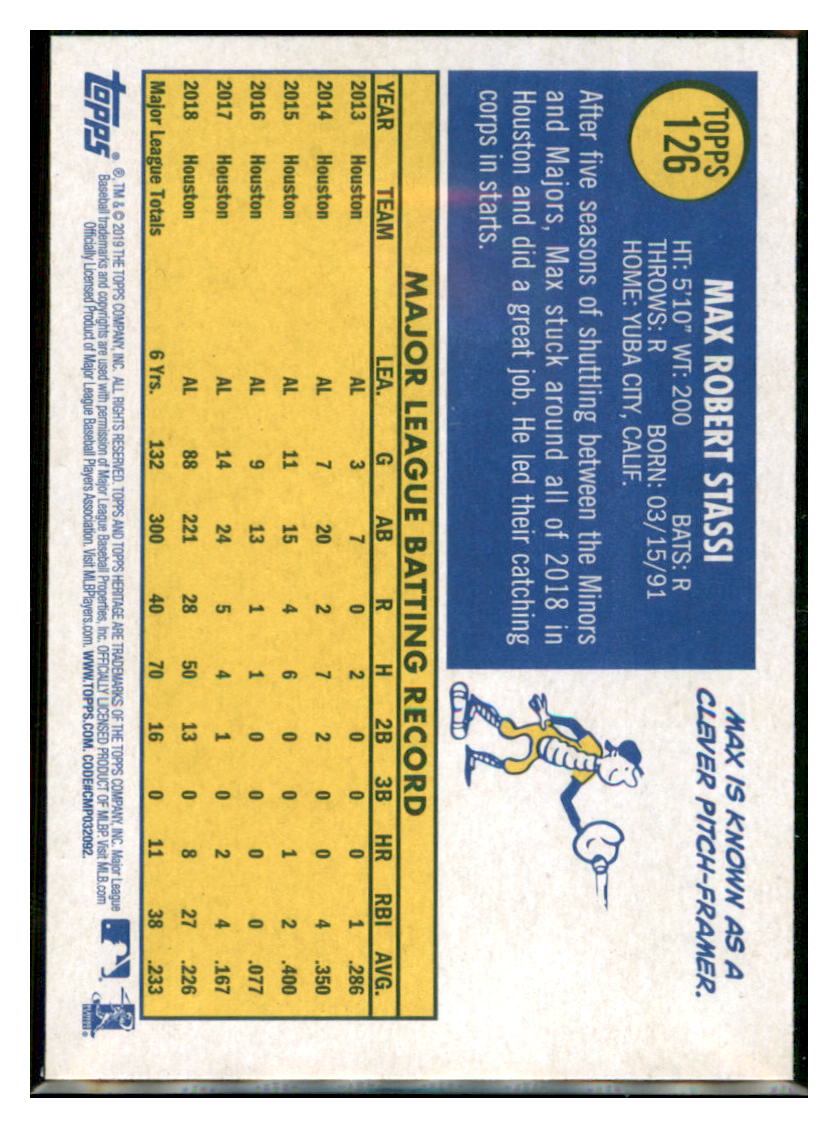 TOPPS
126
MAX ROBERT STASSI
HT: 5'10" WT: 200 BATS: R
THROWS: R BORN: 03/15/91
HOME: YUBA CITY, CALIF.
After five seasons of shuttling between the Minors
and Majors, Max stuck around all of 2018 in
Houston and did a great job. He led their catching
corps in starts.
MAX IS KNOWN AS A
CLEVER PITCH-FRAMER.
MAJOR LEAGUE BATTING RECORD
YEAR TEAM LEA. G AB R H 2B 3B HR RBI AVG.
2013 Houston AL 3 7 0 2 0 0 0 1 .286
2014 Houston AL 7 20 2 7 2 0 0 4 .350
2015 Houston AL 11 15 4 6 0 0 1 2 .400
2016 Houston AL 9 13 1 1 0 0 0 0 .077
2017 Houston AL 14 24 5 4 1 0 2 4 .167
2018 Houston AL 88 221 28 50 13 0 8 27 .226
Major League Totals 6 Yrs. 132 300 40 70 16 0 11 38 .233
topps®
®, TM & © 2019 THE TOPPS COMPANY, INC. ALL RIGHTS RESERVED. TOPPS AND TOPPS HERITAGE ARE TRADEMARKS OF THE TOPPS COMPANY, INC. Major League
Baseball trademarks and copyrights are used with permission of Major League Baseball Properties, Inc. OFFICIALLY LICENSED PRODUCT OF MLBP. Visit MLB.com
Officially Licensed Product of Major League Baseball Players Association. Visit MLBPlayers.com. WWW.TOPPS.COM. CODE#CMP032092.